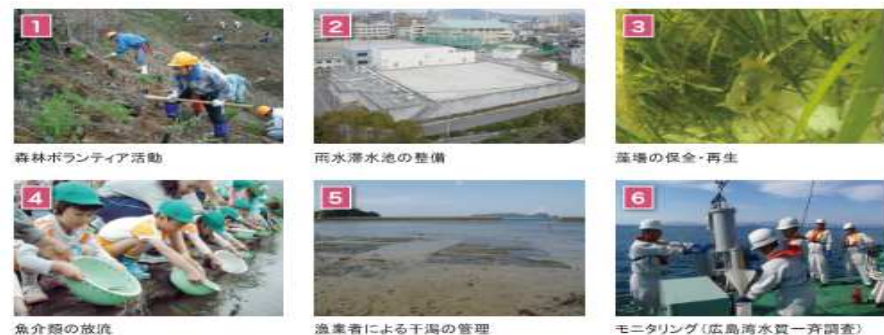 1
2
3
森林ボランティア活動
雨水滞水池の整備
藻場の保全・再生
4
5
6
魚介類の放流
漁業者による干潟の管理
モニタリング（広島湾水質一斉調査）